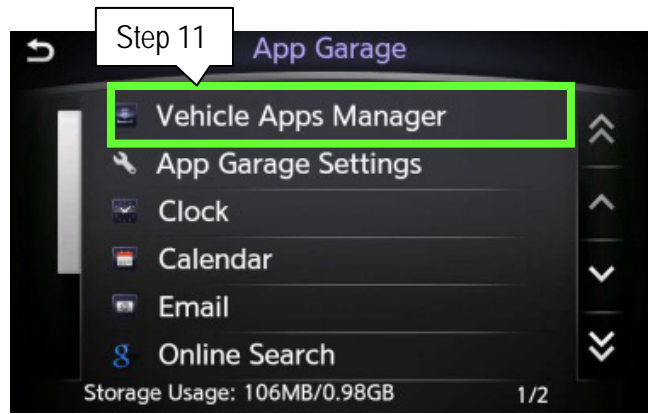 Step 11
App Garage
Vehicle Apps Manager
App Garage Settings
Clock
Calendar
Email
Online Search
Storage Usage: 106MB/0.98GB 1/2